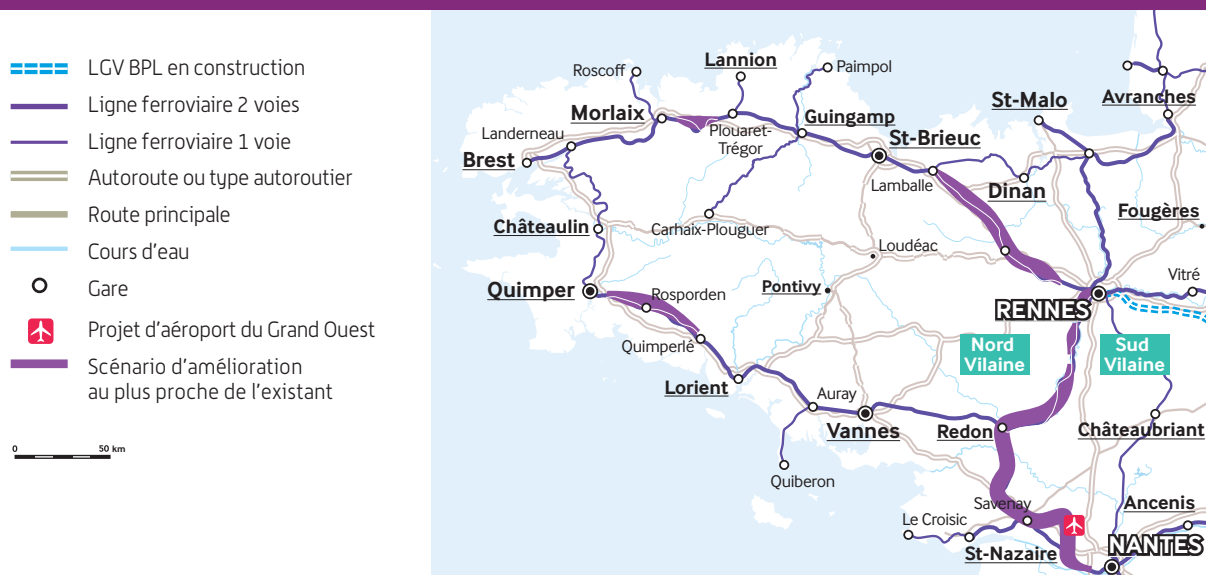 LGV BPL en construction
Ligne ferroviaire 2 voies
Ligne ferroviaire 1 voie
Autoroute ou type autoroutier
Route principale
Cours d'eau
Gare
Projet d'aéroport du Grand Ouest
Scénario d'amélioration
au plus proche de l'existant
0 50 km
Roscoff
Lannion
Paimpol
Morlaix
Guingamp
St-Malo
Avranches
Landerneau
Plouaret-
Trégor
St-Brieuc
Brest
Lamballe
Dinan
Fougères
Châteaulin
Carhaix-Plouguer
Loudéac
Vitré
Quimper
Rosporden
Pontivy
RENNES
Quimperlé
Nord
Vilaine
Sud
Vilaine
Lorient
Auray
Vannes
Redon
Châteaubriant
Quiberon
Savenay
Ancenis
Le Croisic
St-Nazaire
NANTES